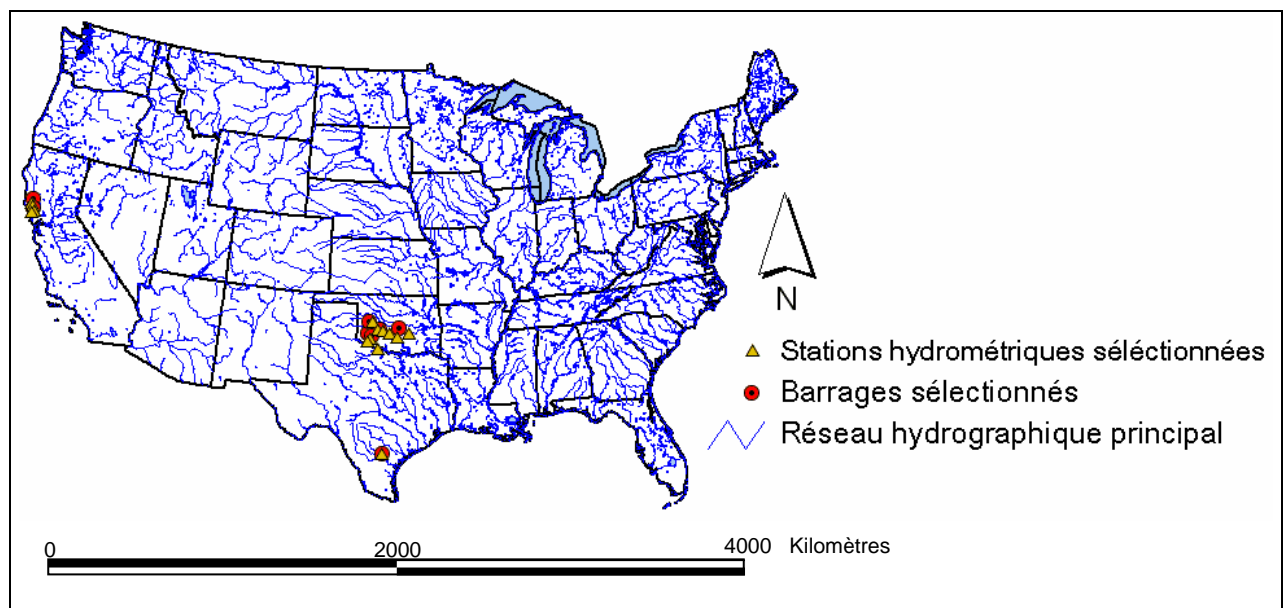 N
Stations hydrométriques séléctionnées
Barrages sélectionnés
Réseau hydrographique principal
0 2000 4000 Kilomètres